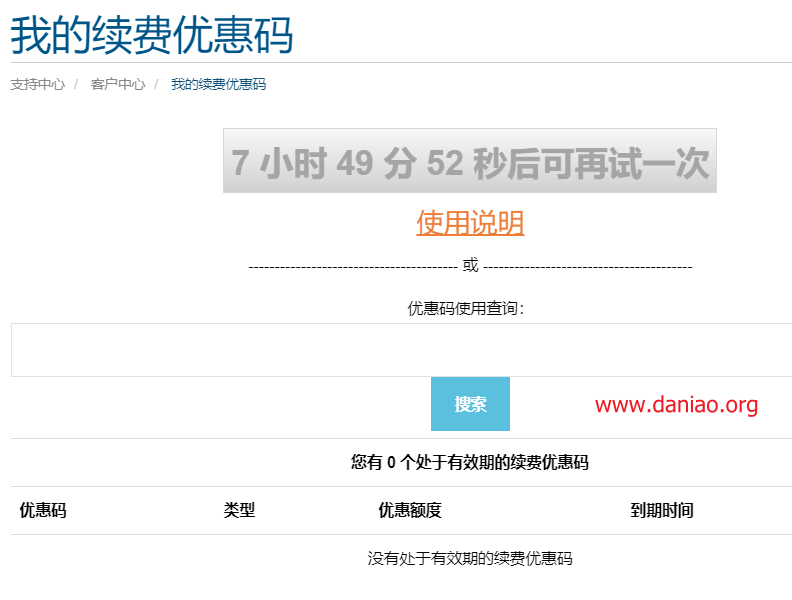 我的续费优惠码
支持中心 / 客户中心 / 我的续费优惠码
7 小时 49 分 52 秒后可再试一次
使用说明
---------------------------------------- 或 ----------------------------------------
优惠码使用查询：
搜索
www.daniao.org
您有 0 个处于有效期的续费优惠码
优惠码 类型 优惠额度 到期时间
没有处于有效期的续费优惠码